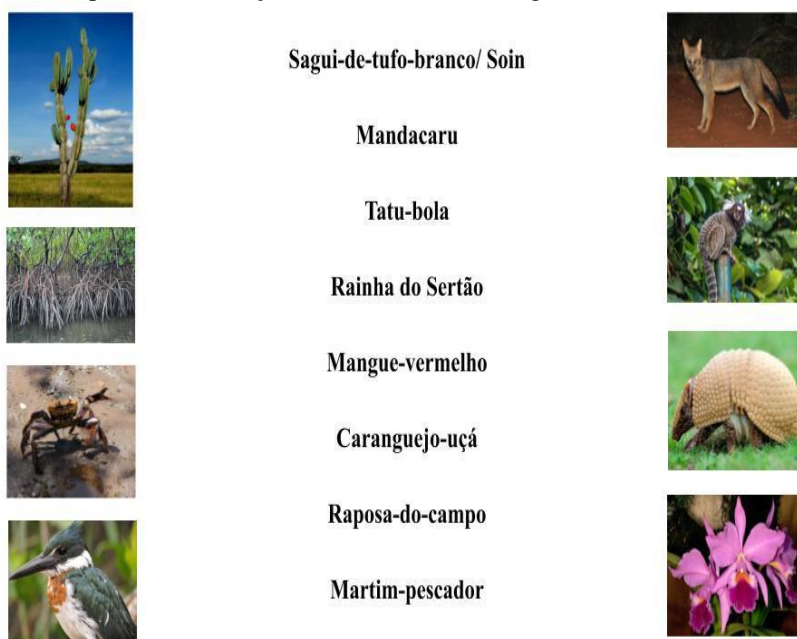 Sagui-de-tufo-branco/ Soin
Mandacaru
Tatu-bola
Rainha do Sertão
Mangue-vermelho
Caranguejo-uçá
Raposa-do-campo
Martim-pescador